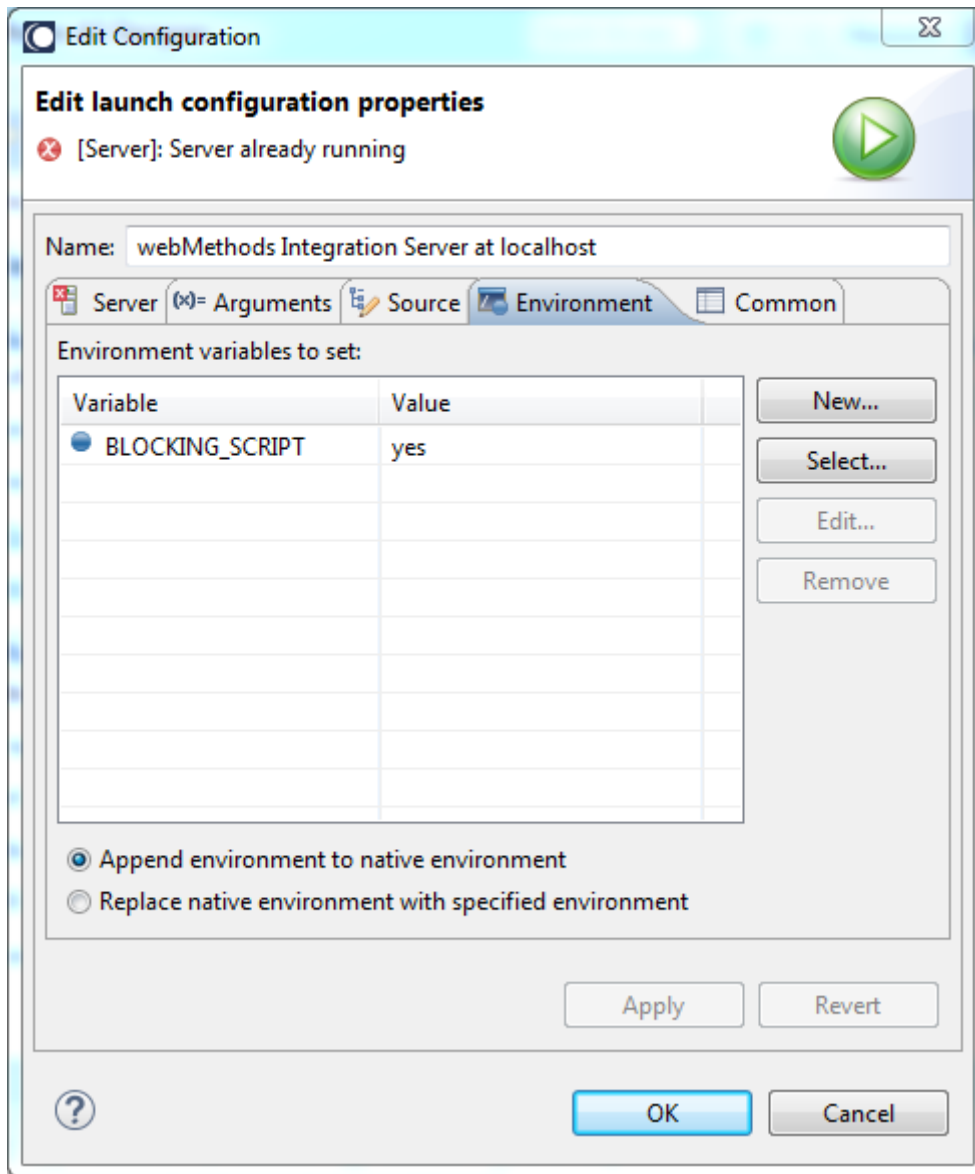 Edit Configuration
Edit launch configuration properties
[Server]: Server already running
Name: webMethods Integration Server at localhost
Server (x)= Arguments Source Environment Common
Environment variables to set:
Variable Value New...
BLOCKING_SCRIPT yes
Select...
Edit...
Remove
Append environment to native environment
Replace native environment with specified environment
Apply Revert
? OK Cancel